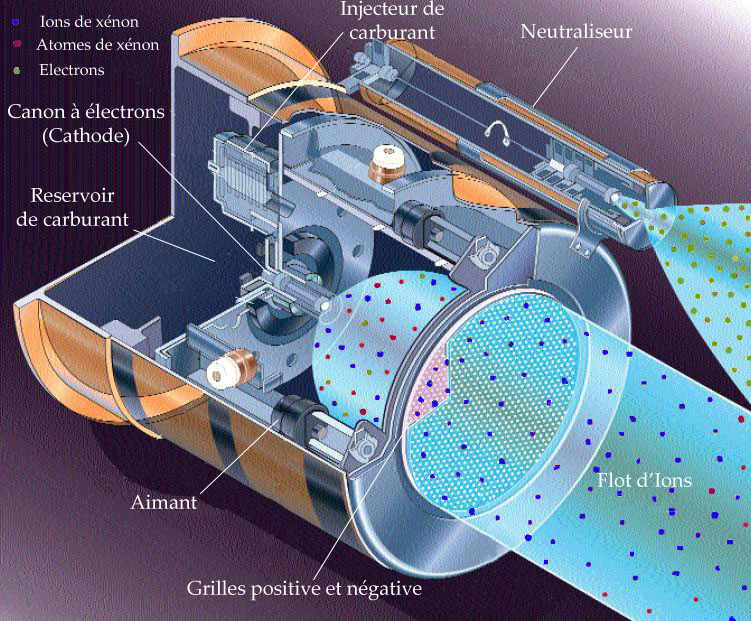 Ions de xénon
Atomes de xénon
Electrons
Injecteur de
carburant
Neutraliseur
Canon à électrons
(Cathode)
Reservoir
de carburant
Aimant
Flot d'Ions
Grilles positive et négative